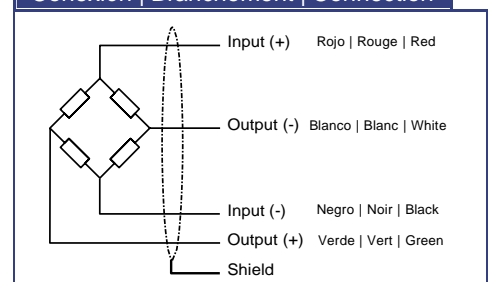 Conexión | Branchement | Connection
Input (+) Rojo | Rouge | Red
Output (-) Blanco | Blanc | White
Input (-) Negro | Noir | Black
Output (+) Verde | Vert | Green
Shield